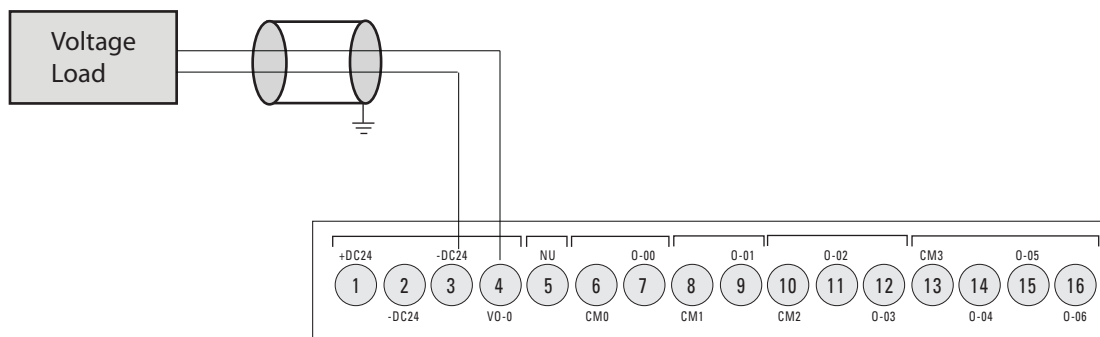 Voltage
Load
+DC24 -DC24 NU O-00 O-01 O-02 CM3 O-05
1 2 3 4 5 6 7 8 9 10 11 12 13 14 15 16
-DC24 VO-0 CM0 CM1 CM2 O-03 O-04 O-06